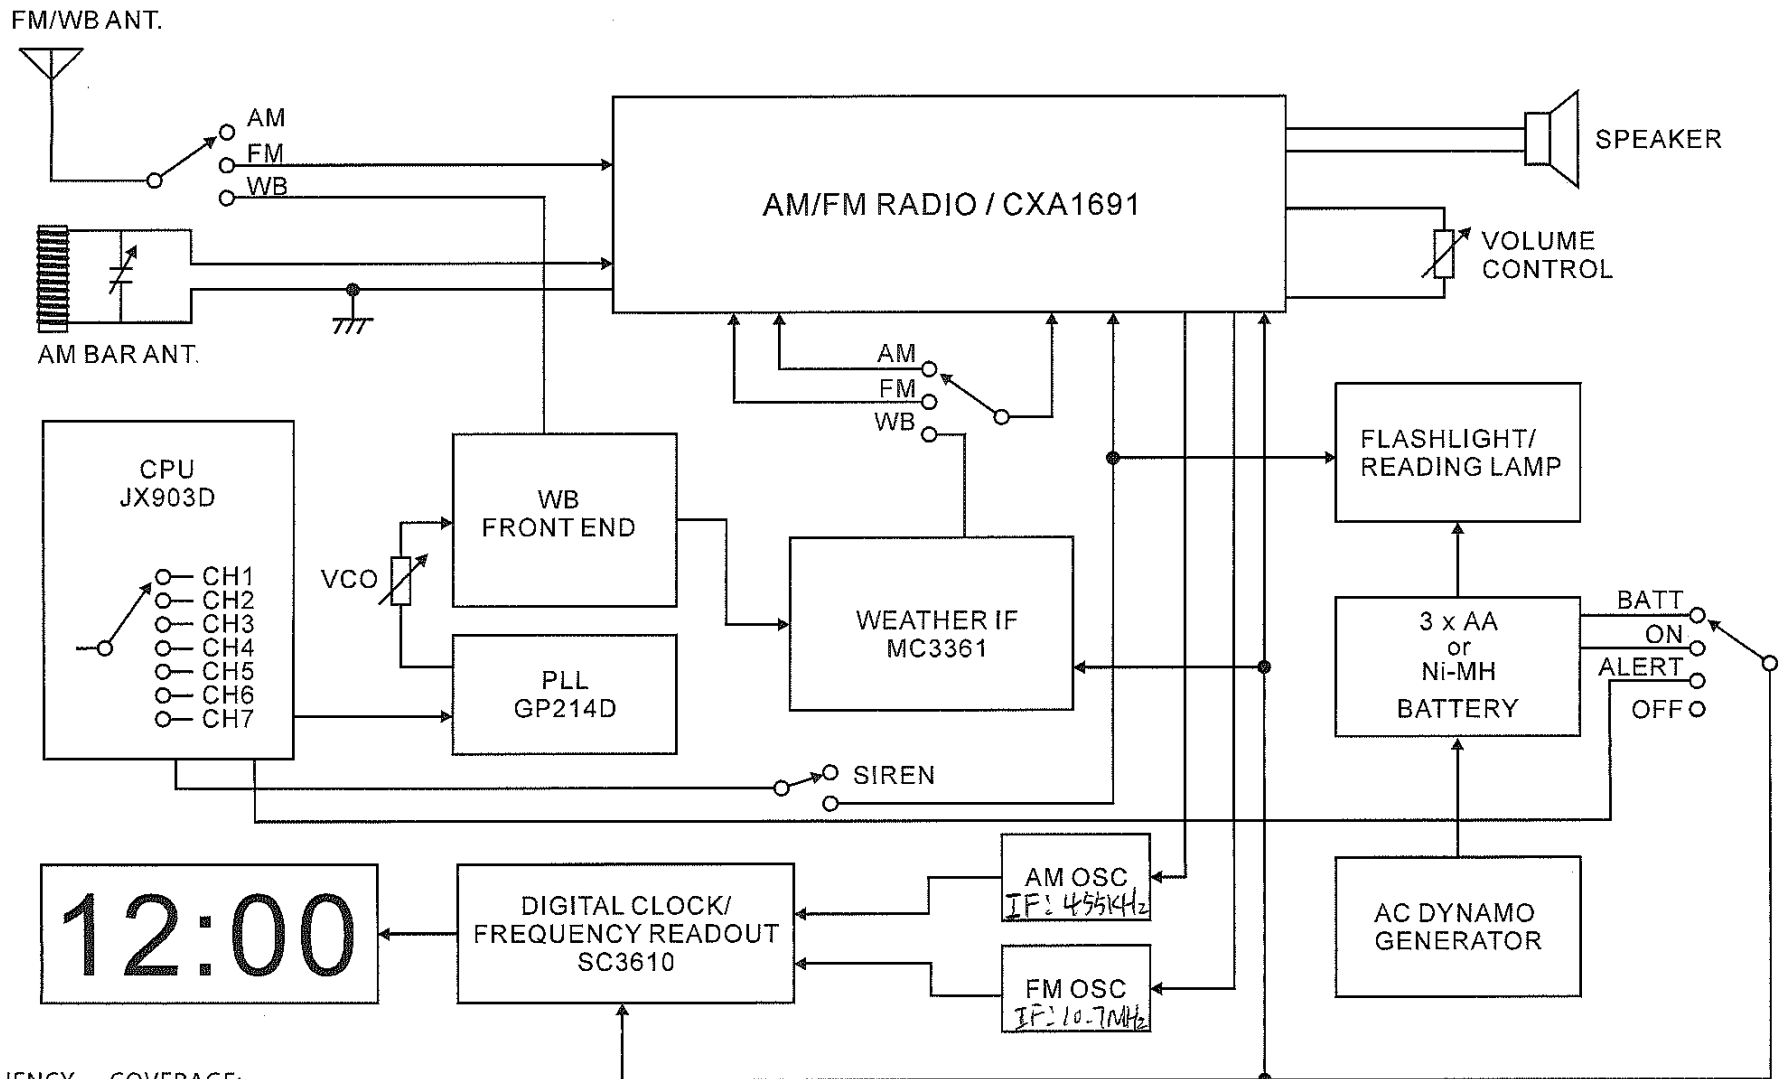 FM/WB ANT.
AM
FM
WB
AM/FM RADIO / CXA1691
SPEAKER
VOLUME
CONTROL
AM BAR ANT.
AM
FM
WB
CPU
JX903D
CH1
CH2
CH3
CH4
CH5
CH6
CH7
VCO
WB
FRONT END
PLL
GP214D
WEATHER IF
MC3361
FLASHLIGHT/
READING LAMP
3 x AA
or
Ni-MH
BATTERY
BATT
ON
ALERT
OFF
SIREN
12:00
DIGITAL CLOCK/
FREQUENCY READOUT
SC3610
AM OSC
IF: 455KHz
FM OSC
IF: 10.7MHz
AC DYNAMO
GENERATOR
COVERAGE: